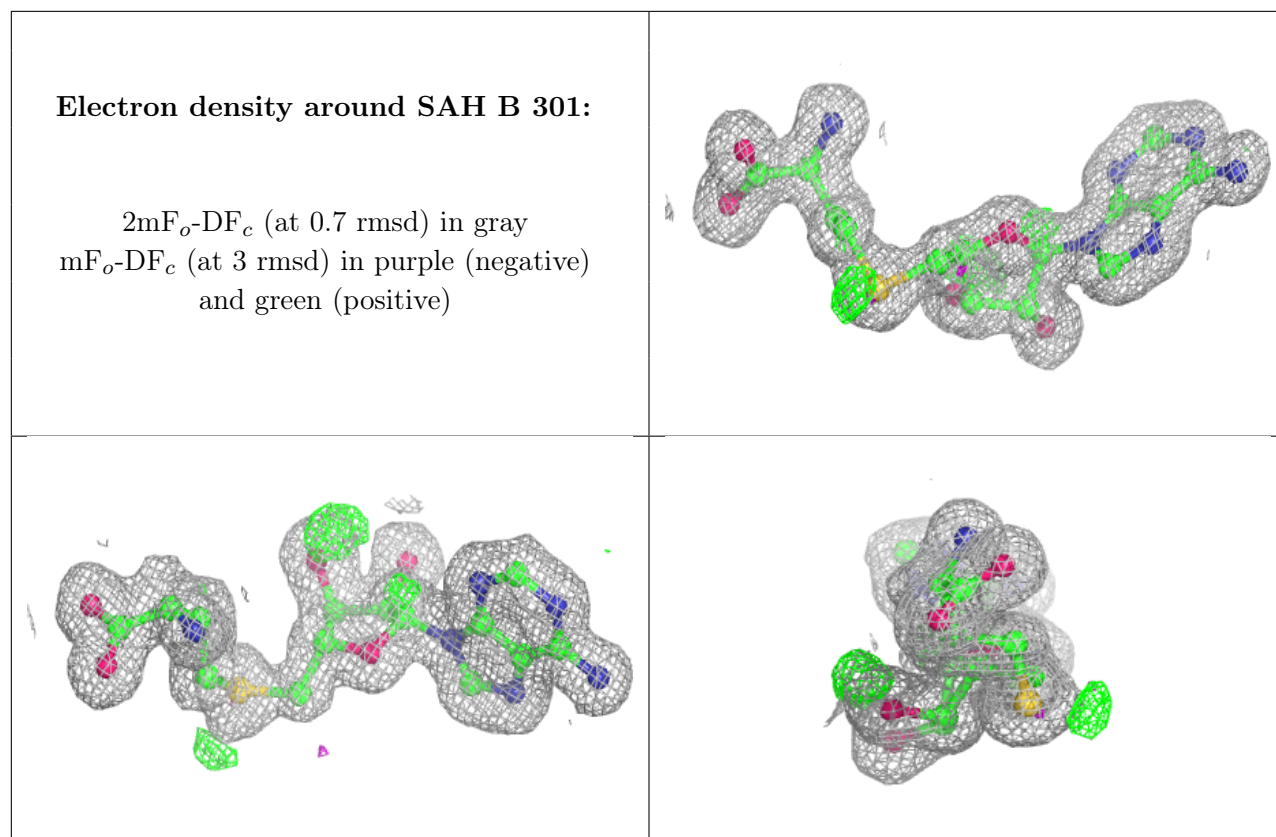 Electron density around SAH B 301:
2mFo-DFc (at 0.7 rmsd) in gray
mFo-DFc (at 3 rmsd) in purple (negative)
and green (positive)